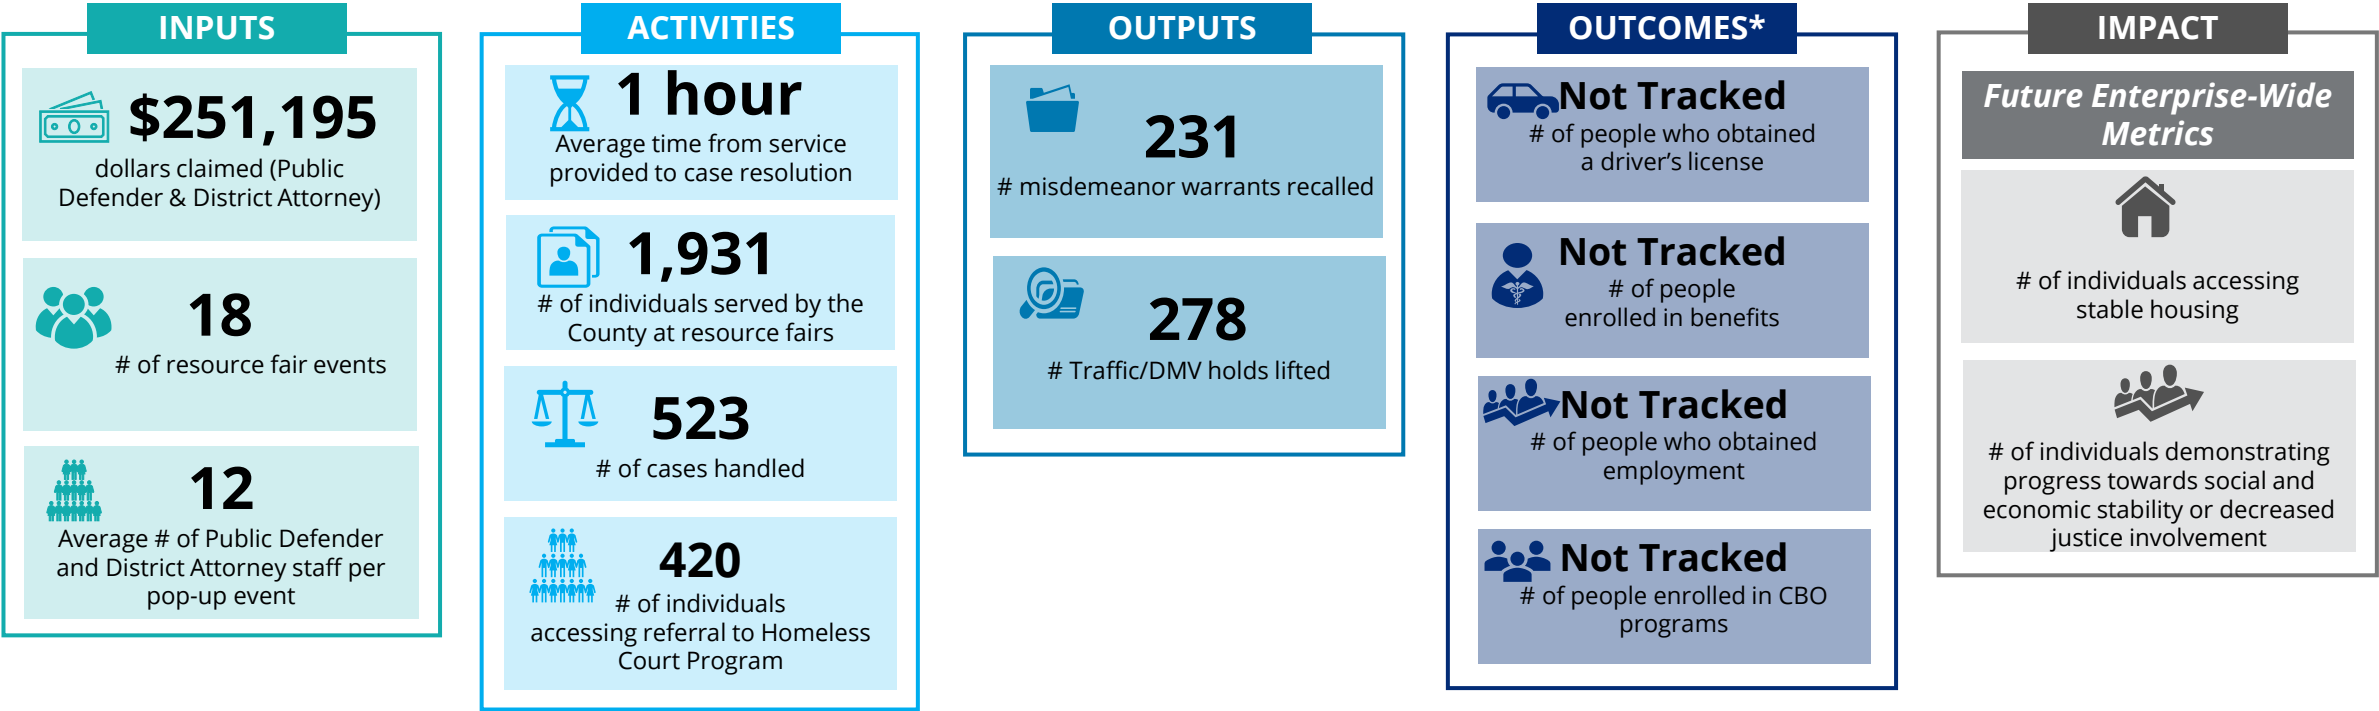 INPUTS
$251,195
dollars claimed (Public
Defender & District Attorney)
18
# of resource fair events
12
Average # of Public Defender
and District Attorney staff per
pop-up event
ACTIVITIES
1 hour
Average time from service
provided to case resolution
1,931
# of individuals served by the
County at resource fairs
523
# of cases handled
420
# of individuals
accessing referral to Homeless
Court Program
OUTPUTS
231
# misdemeanor warrants recalled
278
# Traffic/DMV holds lifted
OUTCOMES*
Not Tracked
# of people who obtained
a driver’s license
Not Tracked
# of people
enrolled in benefits
Not Tracked
# of people who obtained
employment
Not Tracked
# of people enrolled in CBO
programs
IMPACT
Future Enterprise-Wide
Metrics
# of individuals accessing
stable housing
# of individuals demonstrating
progress towards social and
economic stability or decreased
justice involvement